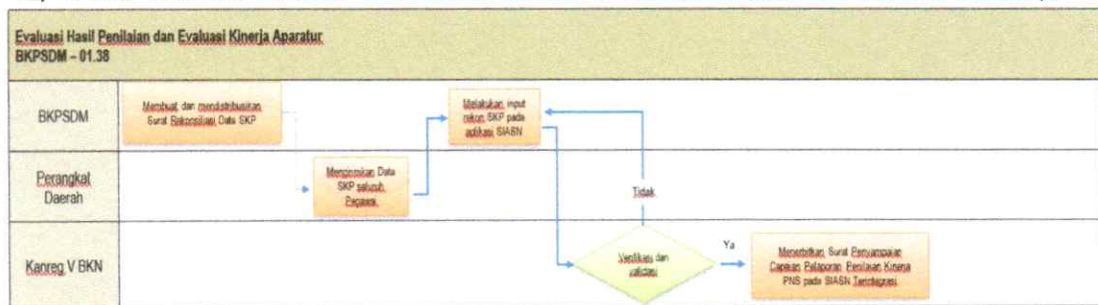 Evaluasi Hasil Penilaian dan Evaluasi Kinerja Aparatur
BKPSDM – 01.38
BKPSDM
Membuat dan mendistribusikan
Surat Rekonsiliasi Data SKP
Melakukan input
rekon SKP pada
aplikasi SIASN
Perangkat
Daerah
Mengirimkan Data
SKP seluruh
Pegawai
Tidak
Kanreg V BKN
Verifikasi dan
validasi
Ya
Menerbitkan Surat Penyampaian
Capaian Pelaporan Penilaian Kinerja
PNS pada SIASN Terintegrasi